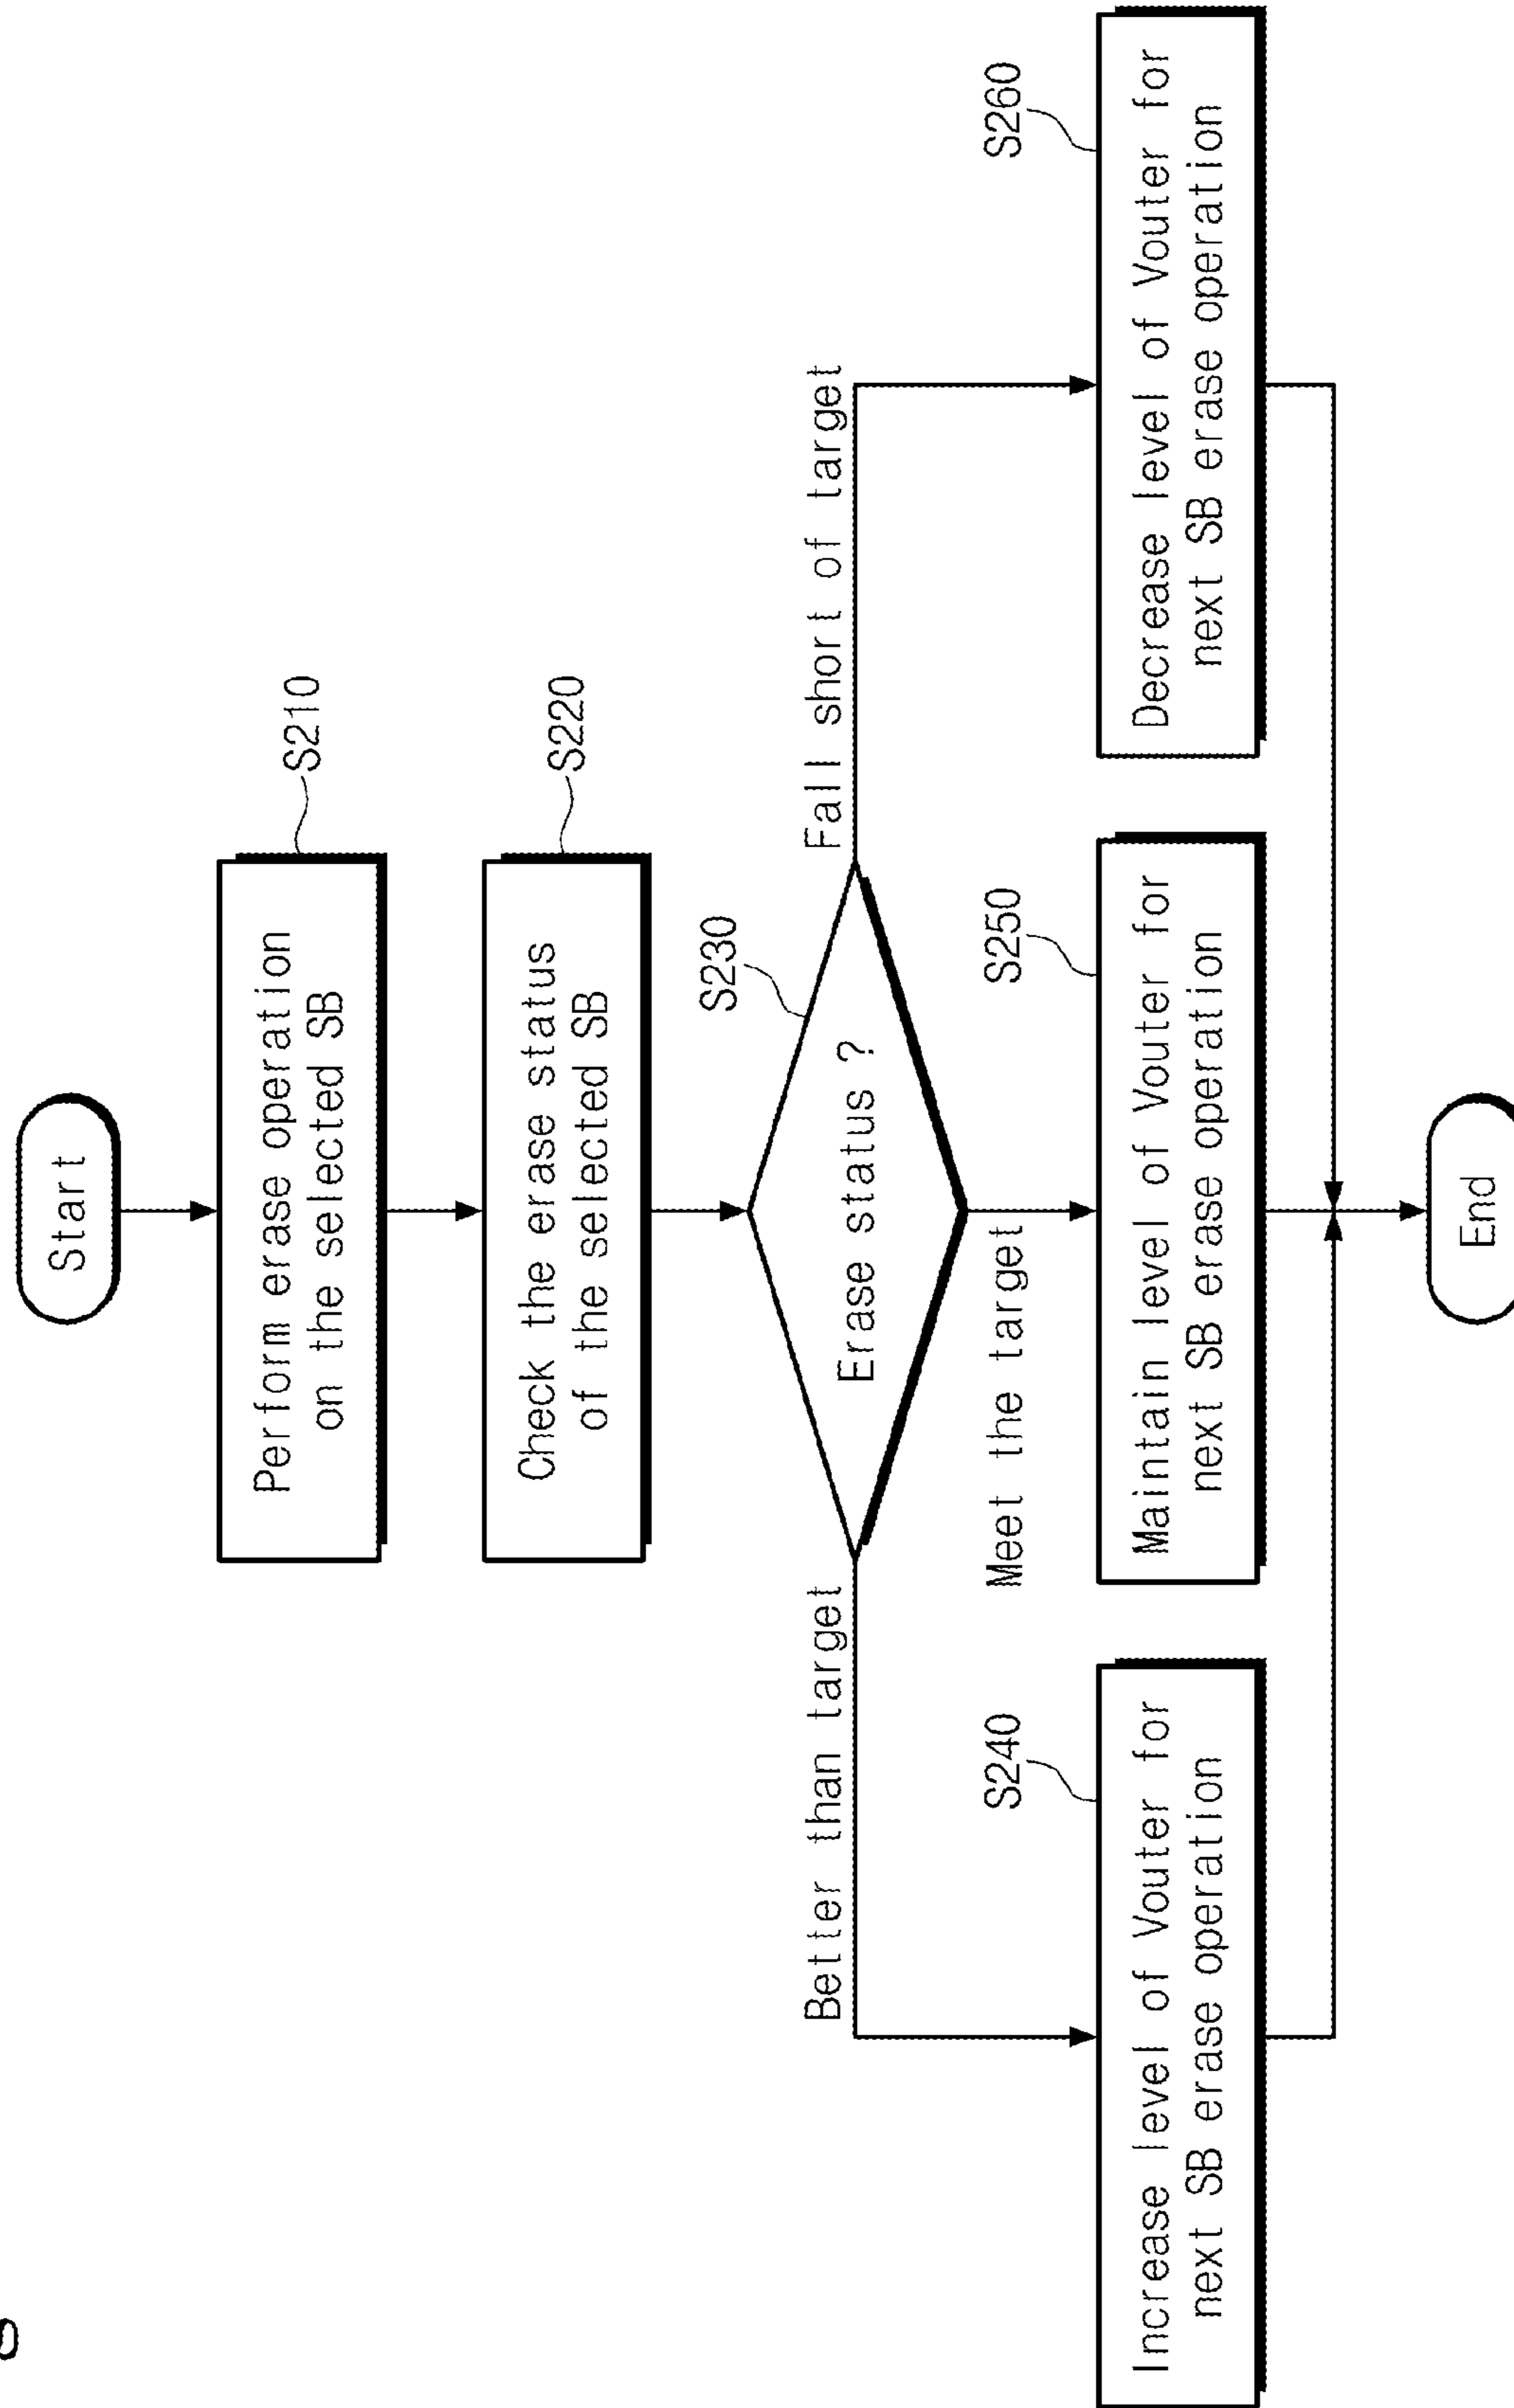 Start
Perform erase operation
on the selected SB
S210
Check the erase status
of the selected SB
S220
Erase status ?
S230
Better than target
Meet the target
Fall short of target
S240
Increase level of Vouter for
next SB erase operation
S250
Maintain level of Vouter for
next SB erase operation
S260
Decrease level of Vouter for
next SB erase operation
End